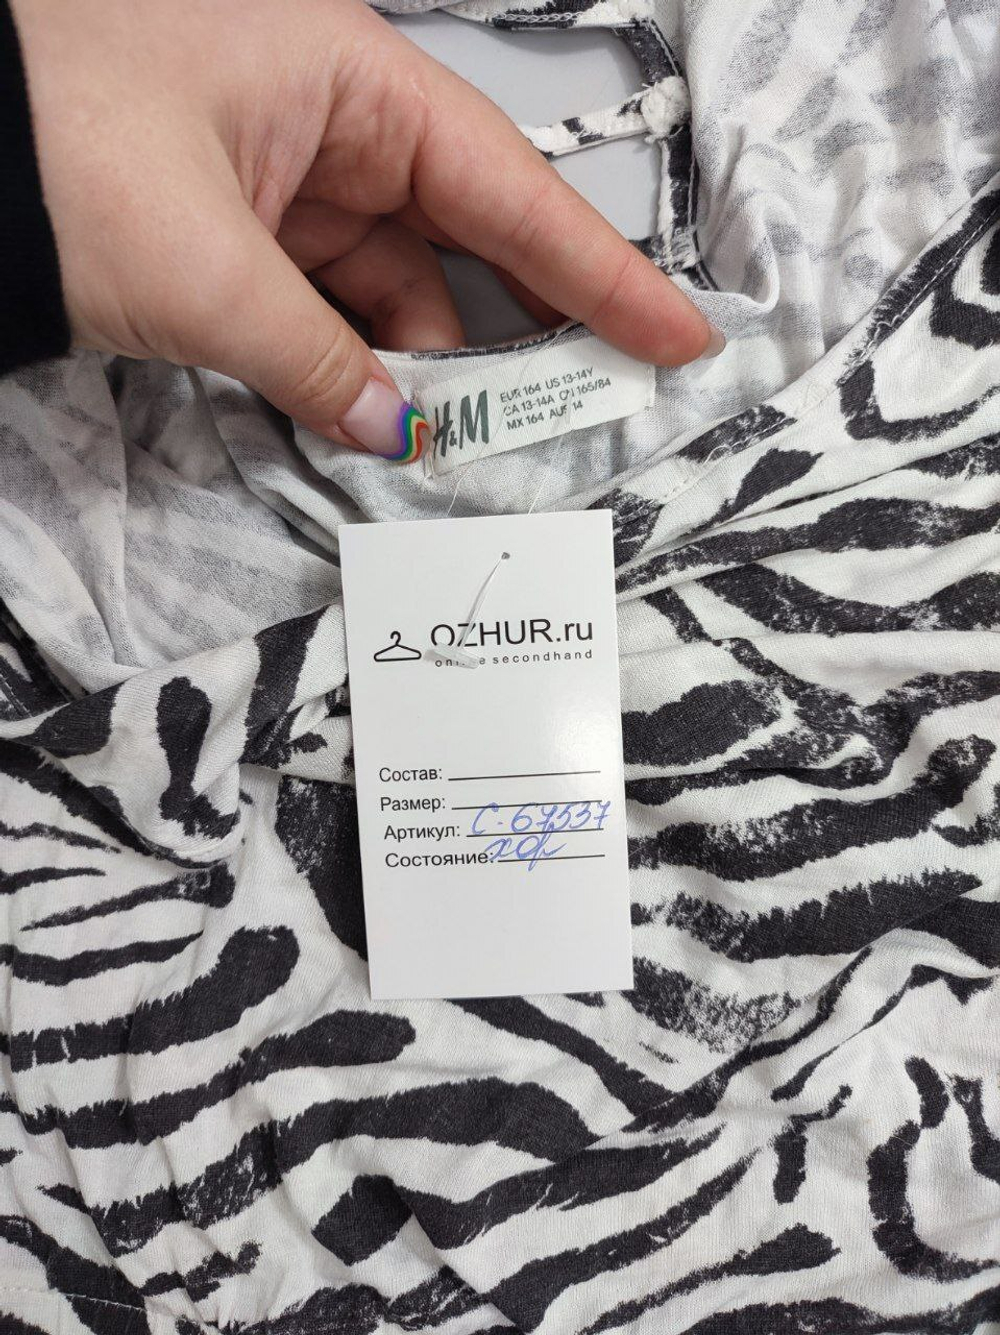 H&M
EUR 164 US 13-14Y
CA 13-14A CN 165/84
MX 164 AUS 14
OZHUR.ru
online secondhand
Состав:
Размер:
Артикул: С-67537
Состояние: хор